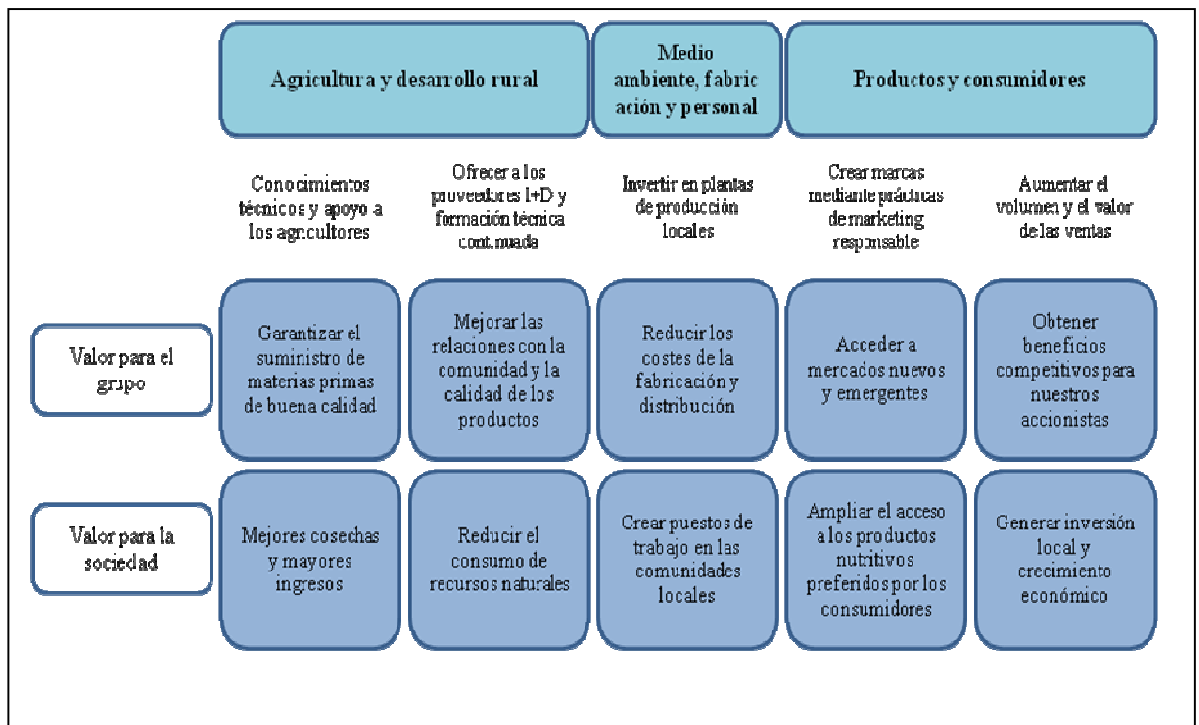 Agricultura y desarrollo rural
Medio
ambiente, fabric
ación y personal
Productos y consumidores
Conocimientos
técnicos y apoyo a
los agricultores
Ofrecer a los
proveedores I+D y
formación técnica
continuada
Invertir en plantas
de producción
locales
Crear marcas
mediante prácticas
de marketing
responsable
Aumentar el
volumen y el valor
de las ventas
Valor para el
grupo
Garantizar el
suministro de
materias primas
de buena calidad
Mejorar las
relaciones con la
comunidad y la
calidad de los
productos
Reducir los
costes de la
fabricación y
distribución
Acceder a
mercados nuevos
y emergentes
Obtener
beneficios
competitivos para
nuestros
accionistas
Valor para la
sociedad
Mejores cosechas
y mayores
ingresos
Reducir el
consumo de
recursos naturales
Crear puestos de
trabajo en las
comunidades
locales
Ampliar el acceso
a los productos
nutritivos
preferidos por los
consumidores
Generar inversión
local y
crecimiento
económico